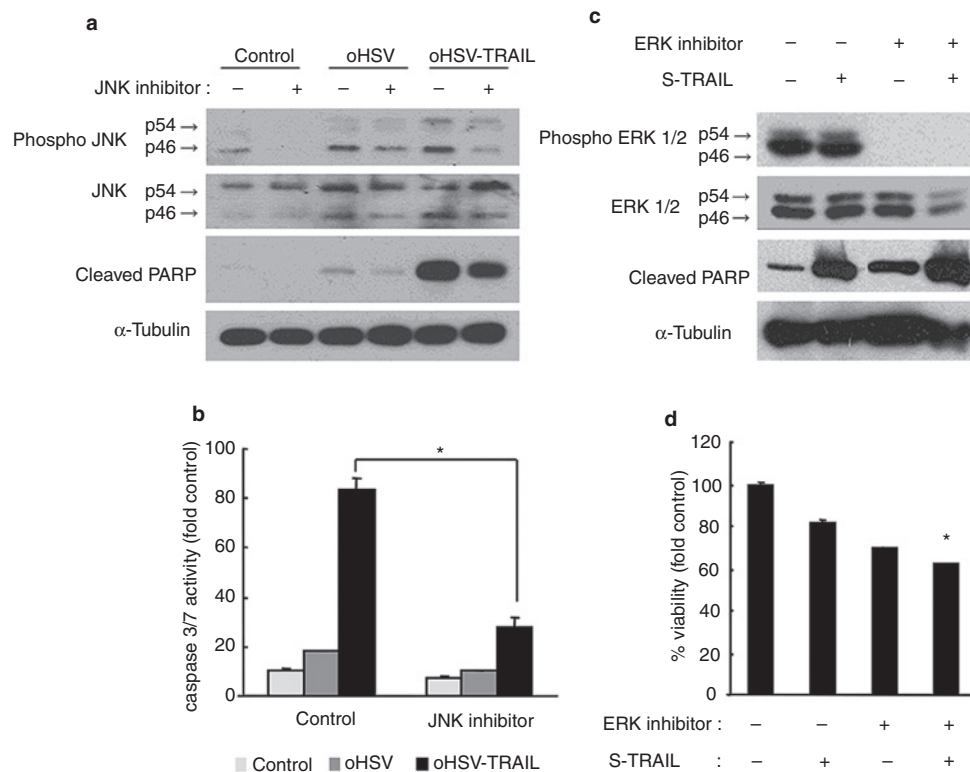 a
Control oHSV oHSV-TRAIL
JNK inhibitor : – + – + – +
Phospho JNK p54 →
p46 →
JNK p54 →
p46 →
Cleaved PARP
α-Tubulin
b
caspase 3/7 activity (fold control)
100
80
60
40
20
0
*
Control JNK inhibitor
Control oHSV oHSV-TRAIL
c
ERK inhibitor – – + +
S-TRAIL – + – +
Phospho ERK 1/2 p54 →
p46 →
ERK 1/2 p54 →
p46 →
Cleaved PARP
α-Tubulin
d
% viability (fold control)
120
100
80
60
40
20
0
*
ERK inhibitor : – – + +
S-TRAIL : – + – +